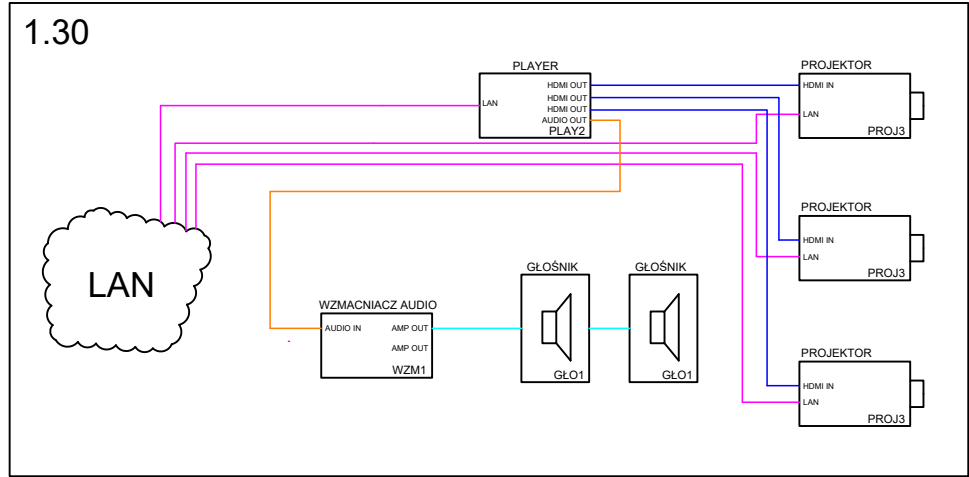 1.30
PLAYER
LAN
HDMI OUT
HDMI OUT
HDMI OUT
AUDIO OUT
PLAY2
PROJEKTOR
HDMI IN
LAN
PROJ3
PROJEKTOR
HDMI IN
LAN
PROJ3
LAN
WZMACNIACZ AUDIO
AUDIO IN
AMP OUT
AMP OUT
WZM1
GŁOŚNIK
GŁO1
GŁOŚNIK
GŁO1
PROJEKTOR
HDMI IN
LAN
PROJ3